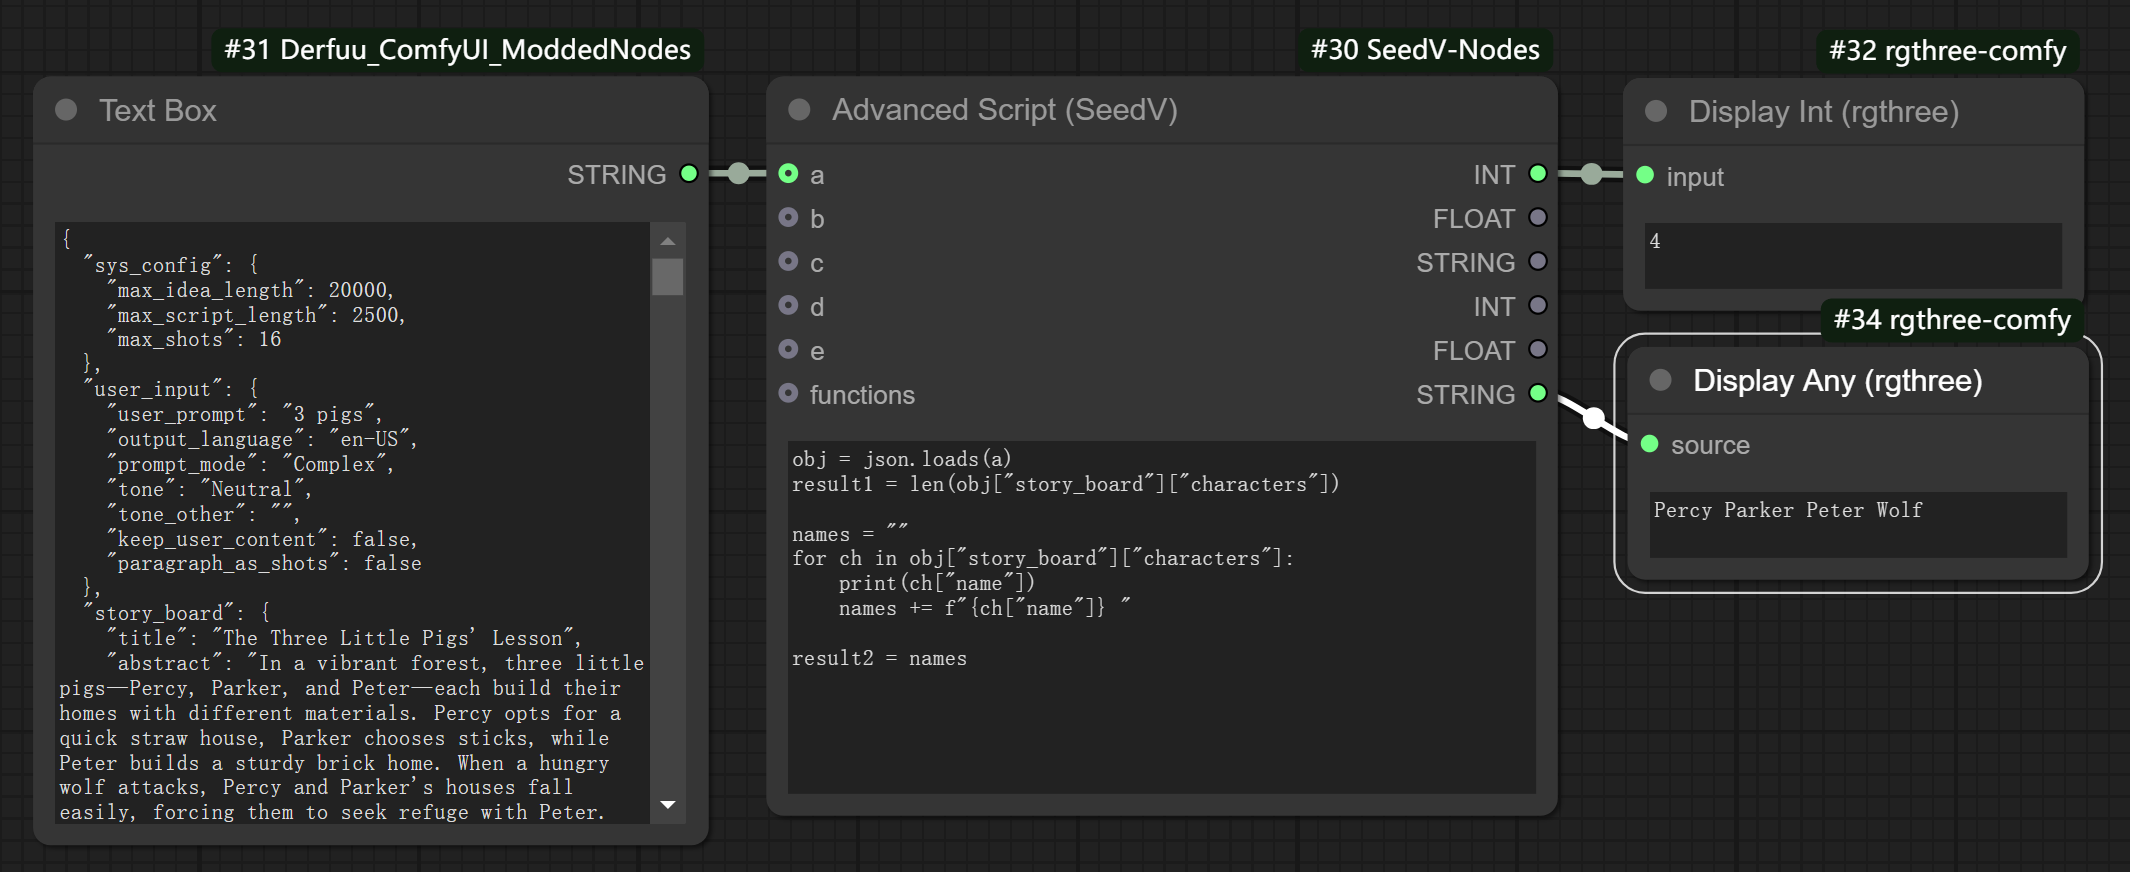 #31 Derfuu_ComfyUI_ModdedNodes
Text Box
STRING
{
  "sys_config": {
    "max_idea_length": 20000,
    "max_script_length": 2500,
    "max_shots": 16
  },
  "user_input": {
    "user_prompt": "3 pigs",
    "output_language": "en-US",
    "prompt_mode": "Complex",
    "tone": "Neutral",
    "tone_other": "",
    "keep_user_content": false,
    "paragraph_as_shots": false
  },
  "story_board": {
    "title": "The Three Little Pigs' Lesson",
    "abstract": "In a vibrant forest, three little
pigs—Percy, Parker, and Peter—each build their
homes with different materials. Percy opts for a
quick straw house, Parker chooses sticks, while
Peter builds a sturdy brick home. When a hungry
wolf attacks, Percy and Parker's houses fall
easily, forcing them to seek refuge with Peter.
#30 SeedV-Nodes
Advanced Script (SeedV)
a INT
b FLOAT
c STRING
d INT
e FLOAT
functions STRING
obj = json.loads(a)
result1 = len(obj["story_board"]["characters"])
names = ""
for ch in obj["story_board"]["characters"]:
    print(ch["name"])
    names += f"{ch["name"]} "
result2 = names
#32 rgthree-comfy
Display Int (rgthree)
input
4
#34 rgthree-comfy
Display Any (rgthree)
source
Percy Parker Peter Wolf